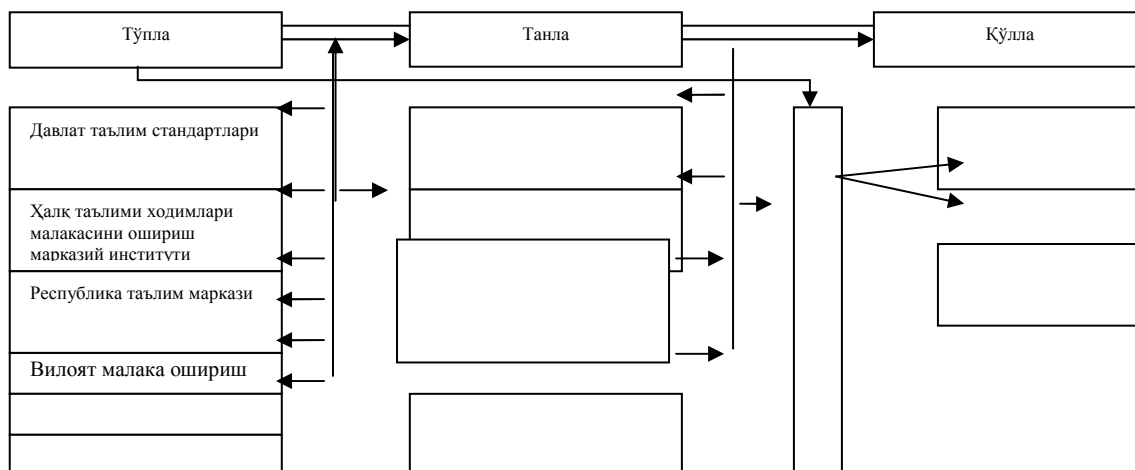 Тўпла
Танла
Қўлла
Давлат таълим стандартлари
Ҳалқ таълими ходимлари
малакасини ошириш
марказий институти
Республика таълим маркази
Вилоят малака ошириш